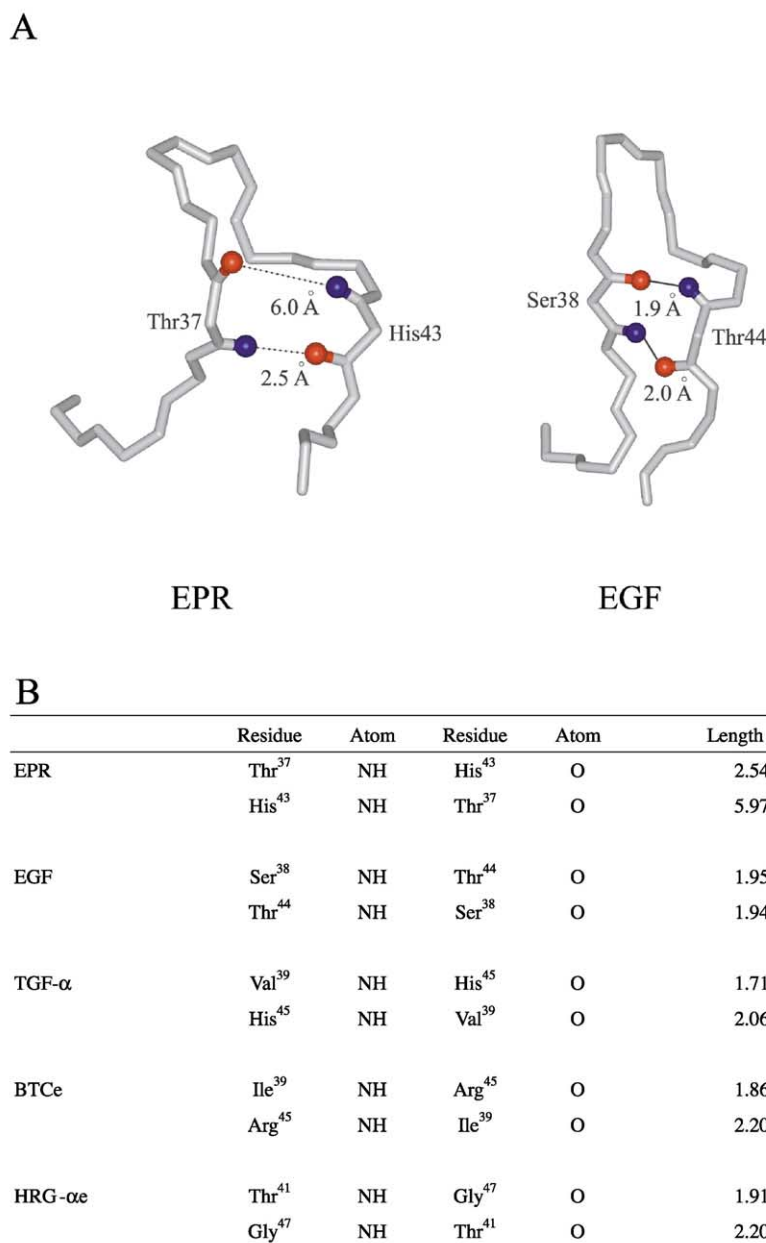 A
Thr37
6.0 Å
His43
2.5 Å
Ser38
1.9 Å
Thr44
2.0 Å
EPR
EGF
B
Residue Atom Residue Atom Length
EPR Thr³⁷ NH His⁴³ O 2.54
His⁴³ NH Thr³⁷ O 5.97
EGF Ser³⁸ NH Thr⁴⁴ O 1.95
Thr⁴⁴ NH Ser³⁸ O 1.94
TGF-α Val³⁹ NH His⁴⁵ O 1.71
His⁴⁵ NH Val³⁹ O 2.06
BTCe Ile³⁹ NH Arg⁴⁵ O 1.86
Arg⁴⁵ NH Ile³⁹ O 2.20
HRG-αe Thr⁴¹ NH Gly⁴⁷ O 1.91
Gly⁴⁷ NH Thr⁴¹ O 2.20